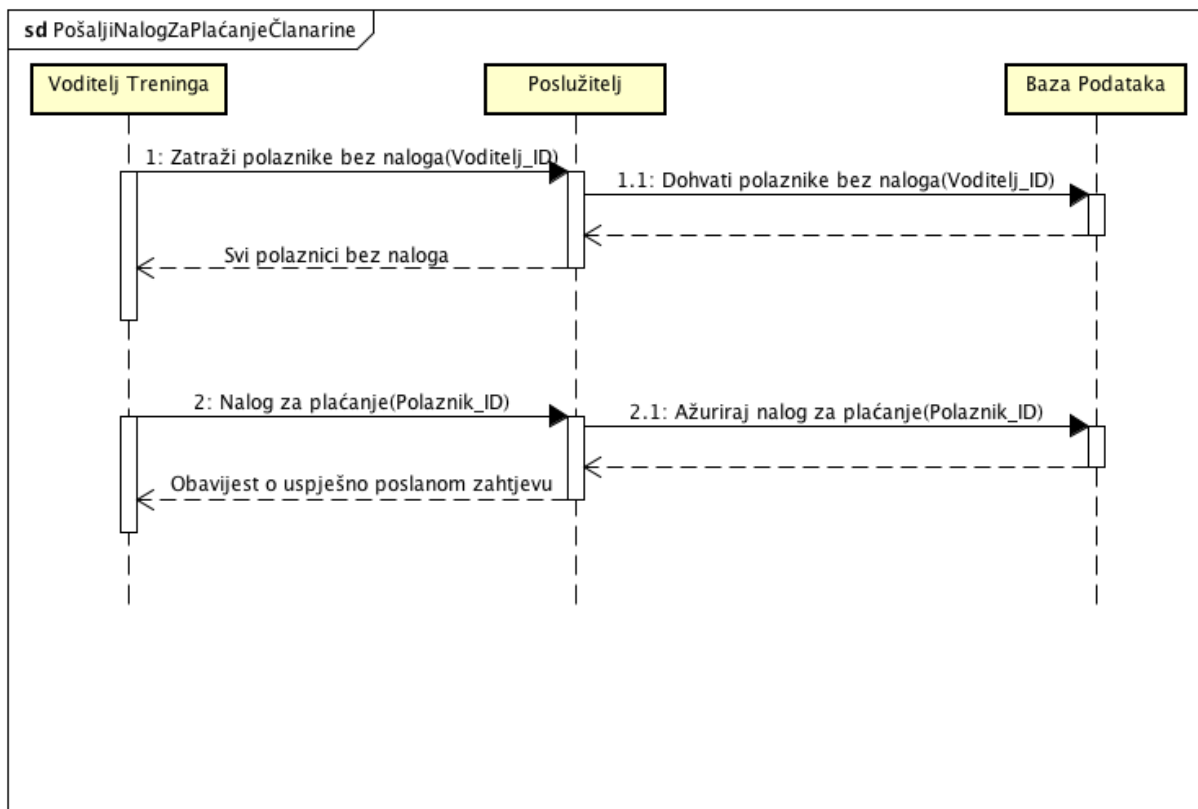 sd PošaljiNalogZaPlaćanjeČlanarine
Voditelj Treninga
Poslužitelj
Baza Podataka
1: Zatraži polaznike bez naloga(Voditelj_ID)
1.1: Dohvati polaznike bez naloga(Voditelj_ID)
Svi polaznici bez naloga
2: Nalog za plaćanje(Polaznik_ID)
2.1: Ažuriraj nalog za plaćanje(Polaznik_ID)
Obavijest o uspješno poslanom zahtjevu